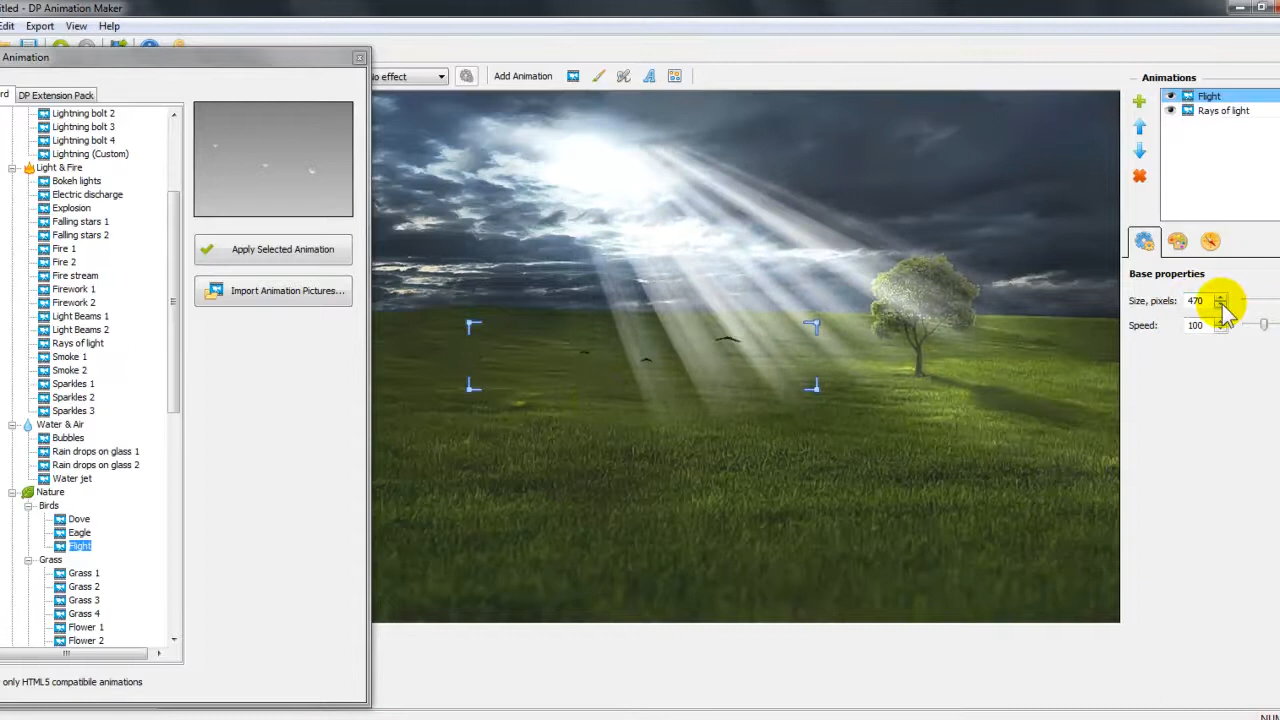 titled - DP Animation Maker
Edit Export View Help
Animation
rd DP Extension Pack
Lightning bolt 2
Lightning bolt 3
Lightning bolt 4
Lightning (Custom)
Light & Fire
Bokeh lights
Electric discharge
Explosion
Falling stars 1
Falling stars 2
Fire 1
Fire 2
Fire stream
Firework 1
Firework 2
Light Beams 1
Light Beams 2
Rays of light
Smoke 1
Smoke 2
Sparkles 1
Sparkles 2
Sparkles 3
Water & Air
Bubbles
Rain drops on glass 1
Rain drops on glass 2
Water jet
Nature
Birds
Dove
Eagle
Flight
Grass
Grass 1
Grass 2
Grass 3
Grass 4
Flower 1
Flower 2
only HTML5 compatibile animations
Apply Selected Animation
Import Animation Pictures...
No effect
Add Animation
Animations
Flight
Rays of light
Base properties
Size, pixels: 470
Speed: 100
NUM